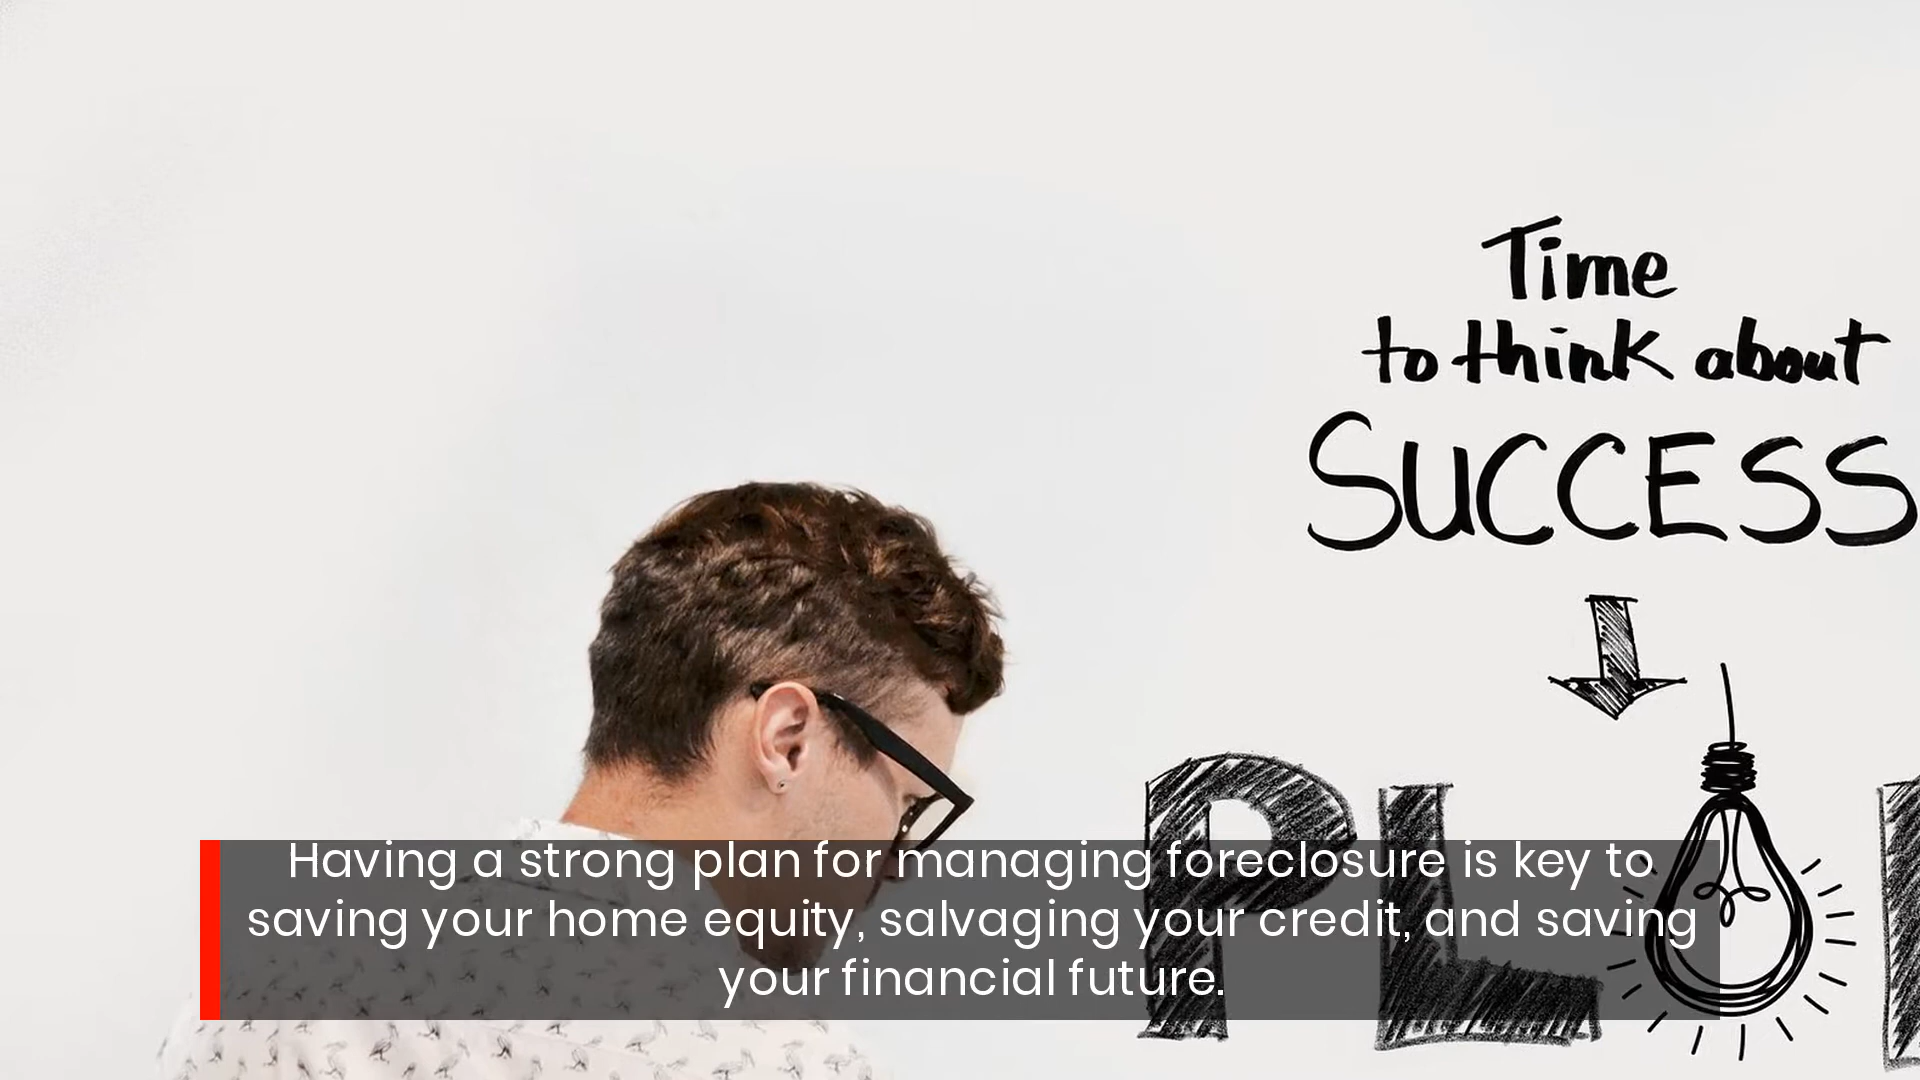 Time
to think about
SUCCESS
PL
Having a strong plan for managing foreclosure is key to
saving your home equity, salvaging your credit, and saving
your financial future.